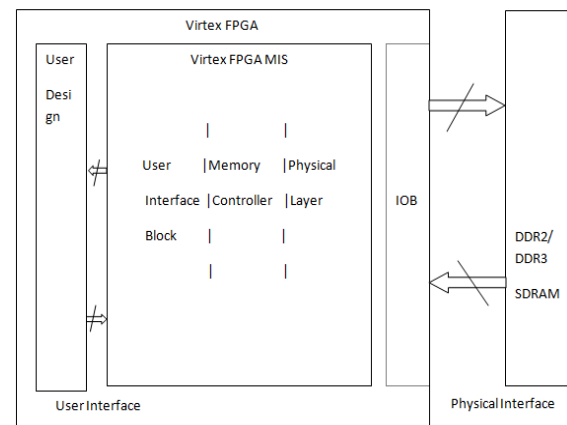 Virtex FPGA
User
Desi
gn
Virtex FPGA MIS
| |
User |Memory |Physical
Interface |Controller |Layer
Block | |
| |
IOB
DDR2/
DDR3
SDRAM
User Interface
Physical Interface